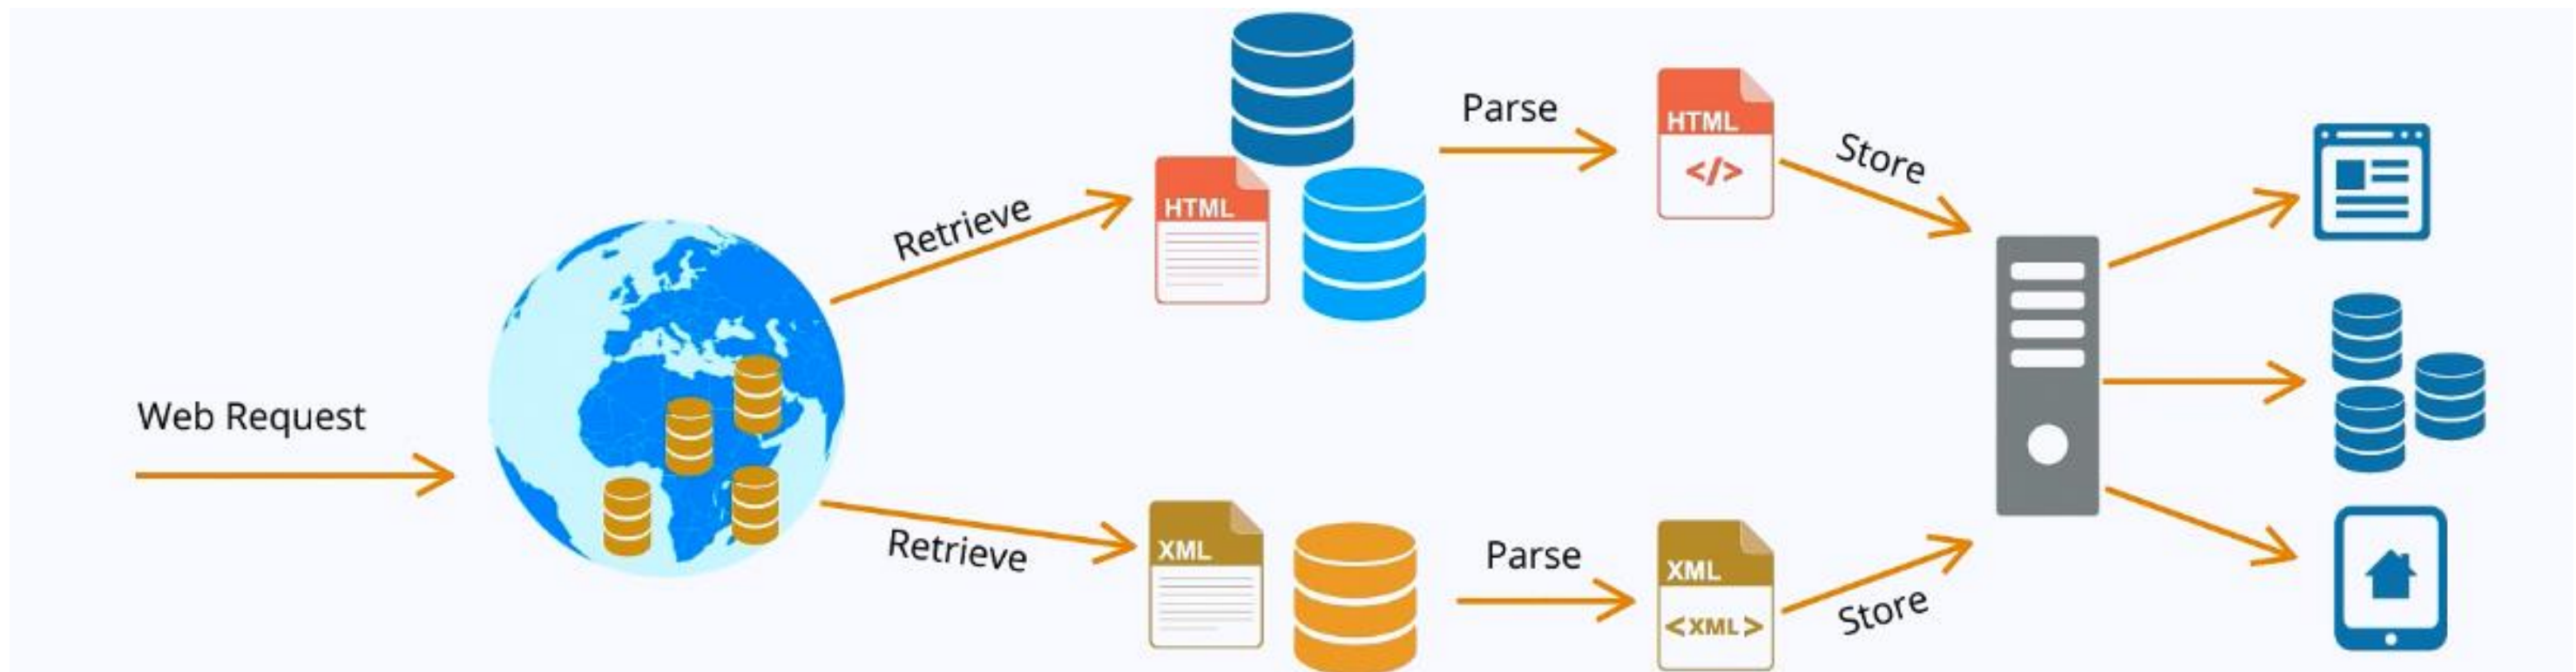 Web Request
Retrieve
HTML
Parse
HTML
</>
Store
Retrieve
XML
Parse
XML
<XML>
Store